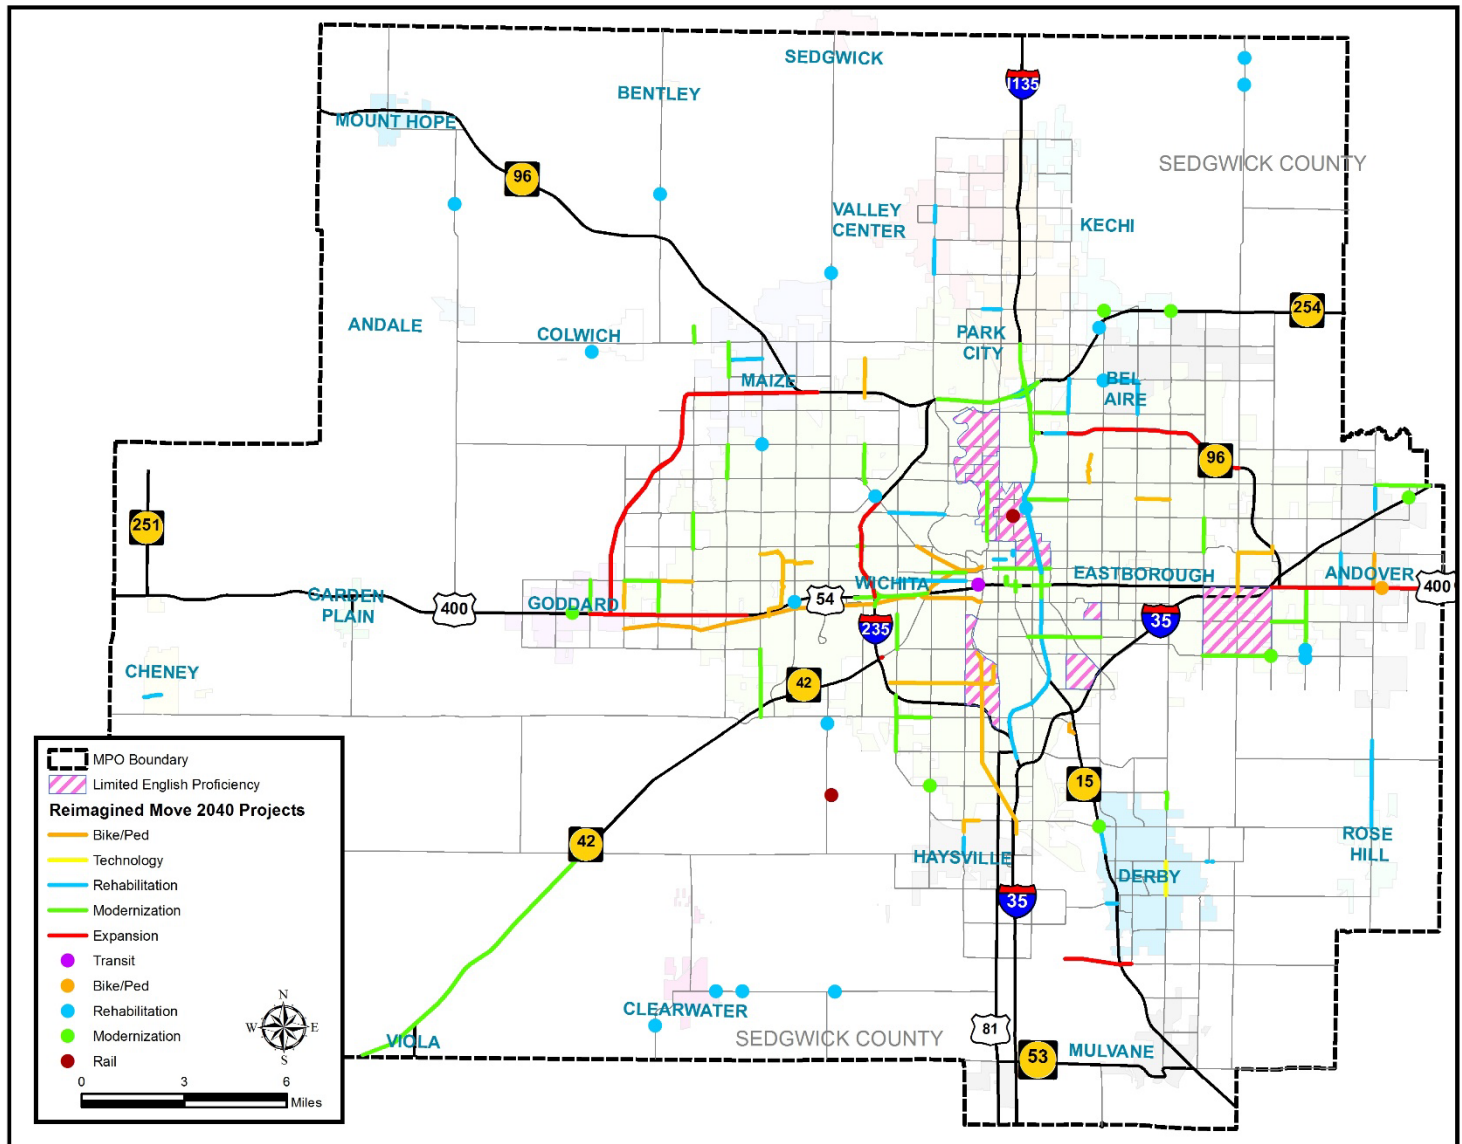 SEDGWICK
I135
BENTLEY
MOUNT HOPE
SEDGWICK COUNTY
96
VALLEY
CENTER
KECHI
254
ANDALE
COLWICH
PARK
CITY
MAIZE
BEL
AIRE
96
251
WICHITA
EASTBOROUGH
ANDOVER
400
GARDEN
PLAIN
400
GODDARD
54
235
35
CHENEY
42
15
42
HAYSVILLE
DERBY
ROSE
HILL
35
CLEARWATER
SEDGWICK COUNTY
81
VIOLA
53
MULVANE
MPO Boundary
Limited English Proficiency
Reimagined Move 2040 Projects
Bike/Ped
Technology
Rehabilitation
Modernization
Expansion
Transit
Bike/Ped
Rehabilitation
Modernization
Rail
N
W E
S
0 3 6
Miles